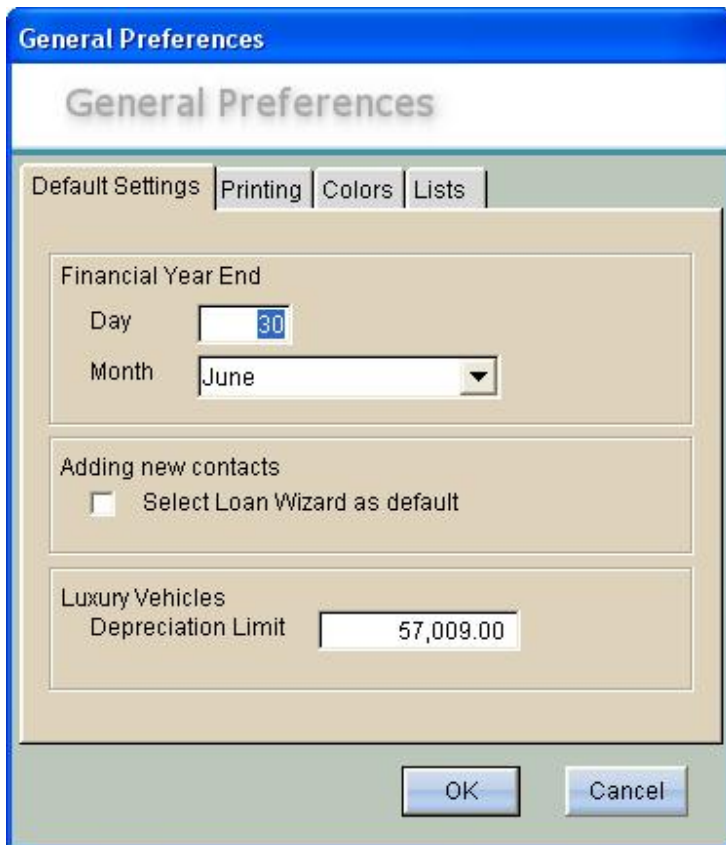 General Preferences
General Preferences
Default Settings Printing Colors Lists
Financial Year End
Day 30
Month June
Adding new contacts
Select Loan Wizard as default
Luxury Vehicles
Depreciation Limit 57,009.00
OK Cancel